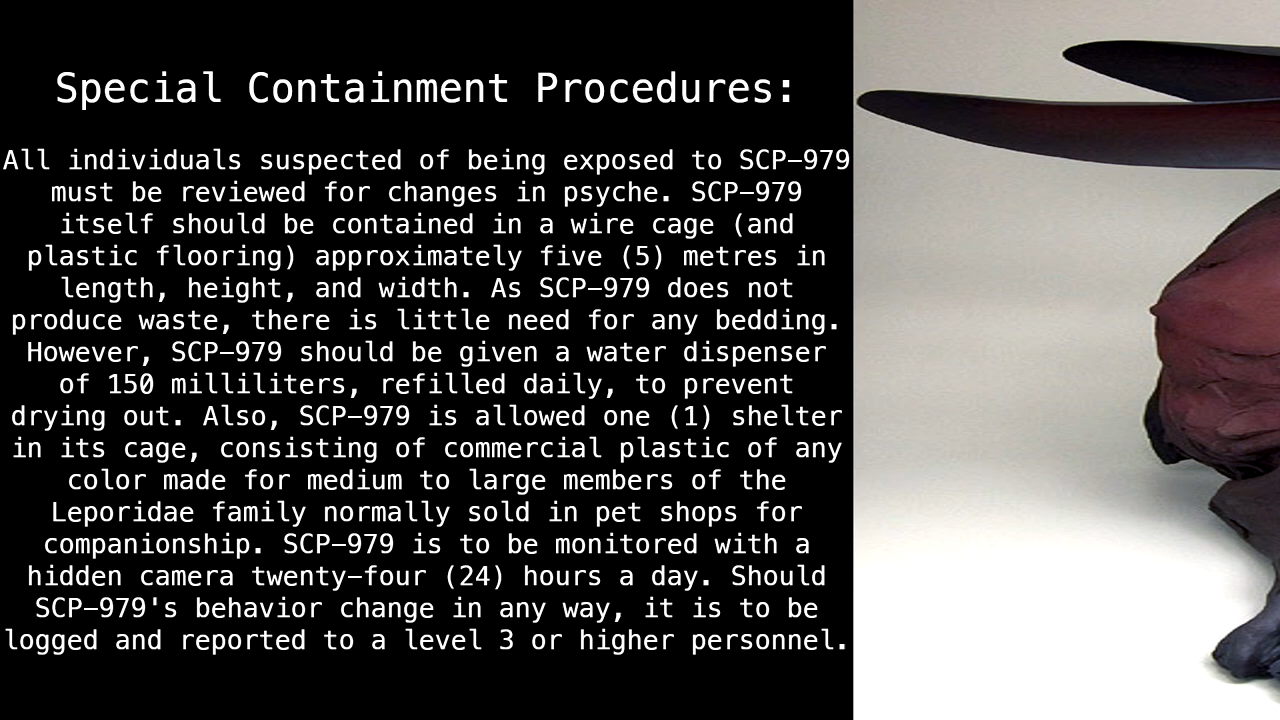 Special Containment Procedures:
All individuals suspected of being exposed to SCP-979
must be reviewed for changes in psyche. SCP-979
itself should be contained in a wire cage (and
plastic flooring) approximately five (5) metres in
length, height, and width. As SCP-979 does not
produce waste, there is little need for any bedding.
However, SCP-979 should be given a water dispenser
of 150 milliliters, refilled daily, to prevent
drying out. Also, SCP-979 is allowed one (1) shelter
in its cage, consisting of commercial plastic of any
color made for medium to large members of the
Leporidae family normally sold in pet shops for
companionship. SCP-979 is to be monitored with a
hidden camera twenty-four (24) hours a day. Should
SCP-979's behavior change in any way, it is to be
logged and reported to a level 3 or higher personnel.